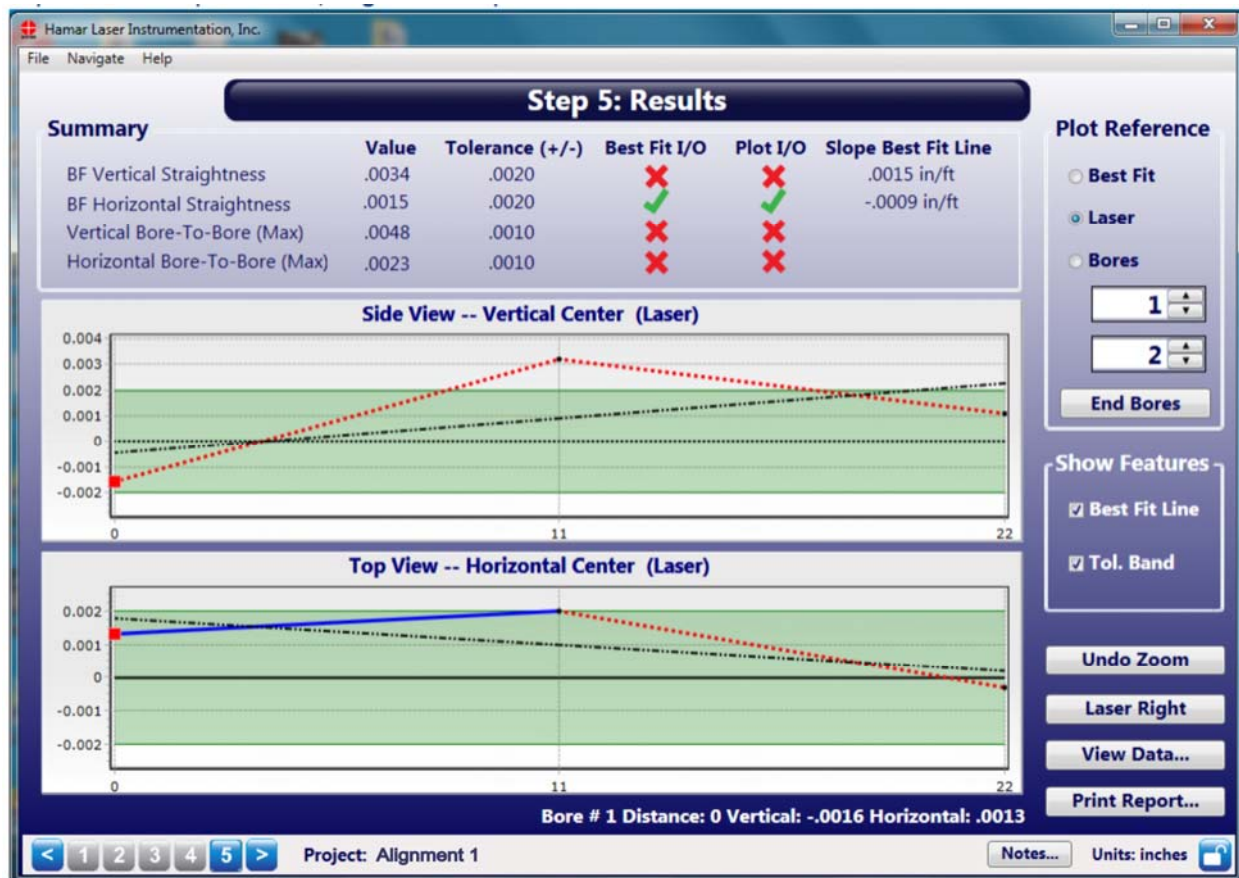 Hamar Laser Instrumentation, Inc.
File Navigate Help
Step 5: Results
Summary
Value Tolerance (+/-) Best Fit I/O Plot I/O Slope Best Fit Line
BF Vertical Straightness .0034 .0020 .0015 in/ft
BF Horizontal Straightness .0015 .0020 -.0009 in/ft
Vertical Bore-To-Bore (Max) .0048 .0010
Horizontal Bore-To-Bore (Max) .0023 .0010
Side View -- Vertical Center (Laser)
0.004
0.003
0.002
0.001
0
-0.001
-0.002
0 11 22
Top View -- Horizontal Center (Laser)
0.002
0.001
0
-0.001
-0.002
0 11 22
Bore # 1 Distance: 0 Vertical: -.0016 Horizontal: .0013
Plot Reference
Best Fit
Laser
Bores
1
2
End Bores
Show Features
Best Fit Line
Tol. Band
Undo Zoom
Laser Right
View Data...
Print Report...
< 1 2 3 4 5 > Project: Alignment 1 Notes... Units: inches